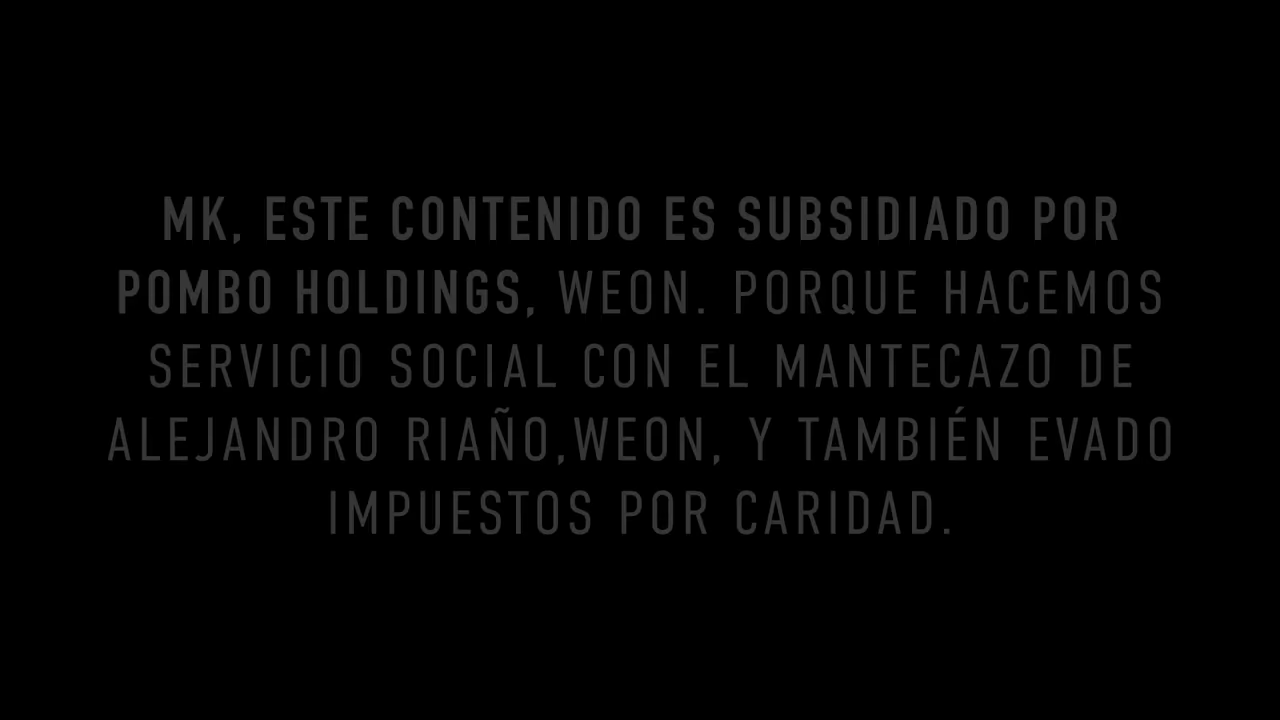 MK, ESTE CONTENIDO ES SUBSIDIADO POR
POMBO HOLDINGS, WEON. PORQUE HACEMOS
SERVICIO SOCIAL CON EL MANTECAZO DE
ALEJANDRO RIAÑO,WEON, Y TAMBIÉN EVADO
IMPUESTOS POR CARIDAD.